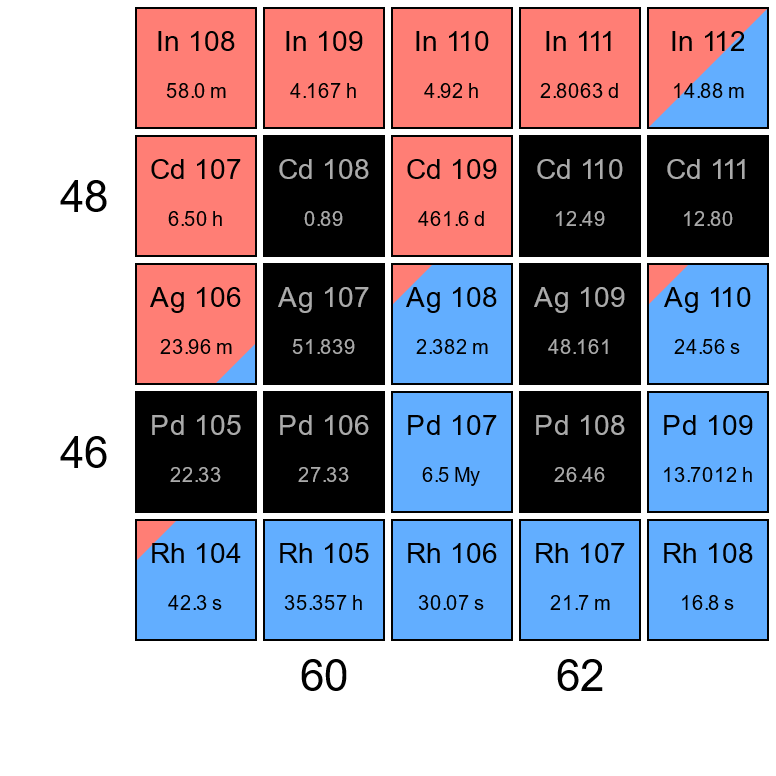 In 108 In 109 In 110 In 111 In 112
58.0 m 4.167 h 4.92 h 2.8063 d 14.88 m
Cd 107 Cd 108 Cd 109 Cd 110 Cd 111
48
6.50 h 0.89 461.6 d 12.49 12.80
Ag 106 Ag 107 Ag 108 Ag 109 Ag 110
23.96 m 51.839 2.382 m 48.161 24.56 s
Pd 105 Pd 106 Pd 107 Pd 108 Pd 109
46
22.33 27.33 6.5 My 26.46 13.7012 h
Rh 104 Rh 105 Rh 106 Rh 107 Rh 108
42.3 s 35.357 h 30.07 s 21.7 m 16.8 s
60 62